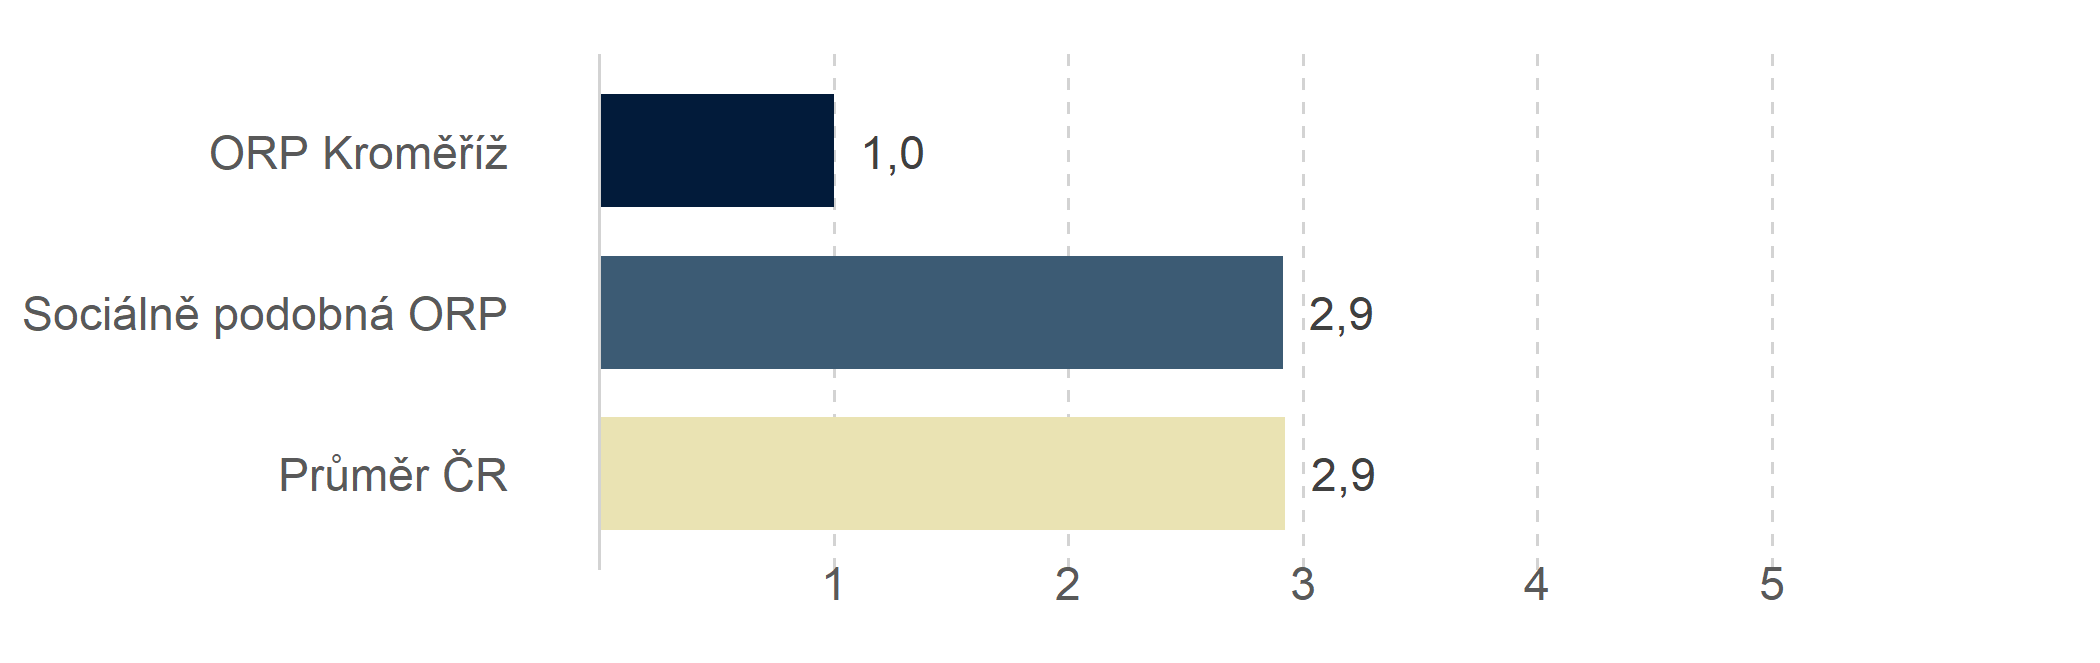 ORP Kroměříž 1,0
Sociálně podobná ORP 2,9
Průměr ČR 2,9
1 2 3 4 5